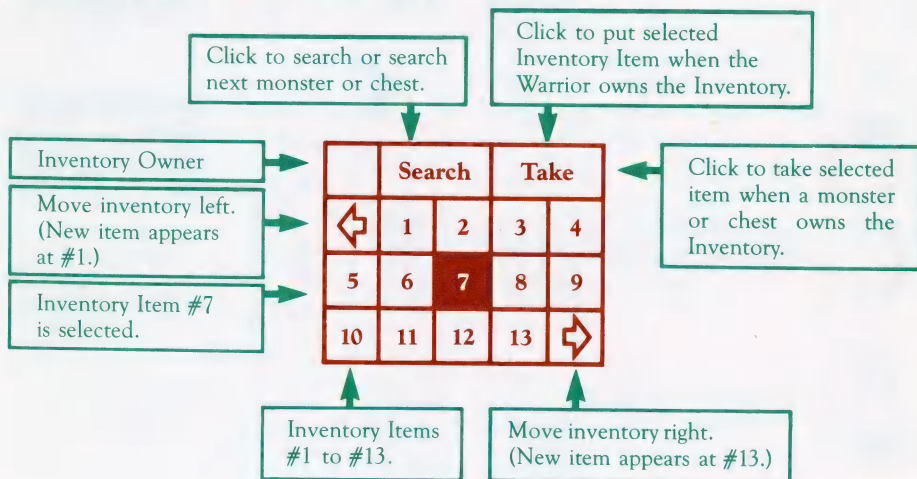 Click to search or search
next monster or chest.
Click to put selected
Inventory Item when the
Warrior owns the Inventory.
Inventory Owner
Move inventory left.
(New item appears
at #1.)
Inventory Item #7
is selected.
Search Take
1 2 3 4
5 6 7 8 9
10 11 12 13
Click to take selected
item when a monster
or chest owns the
Inventory.
Inventory Items
#1 to #13.
Move inventory right.
(New item appears at #13.)